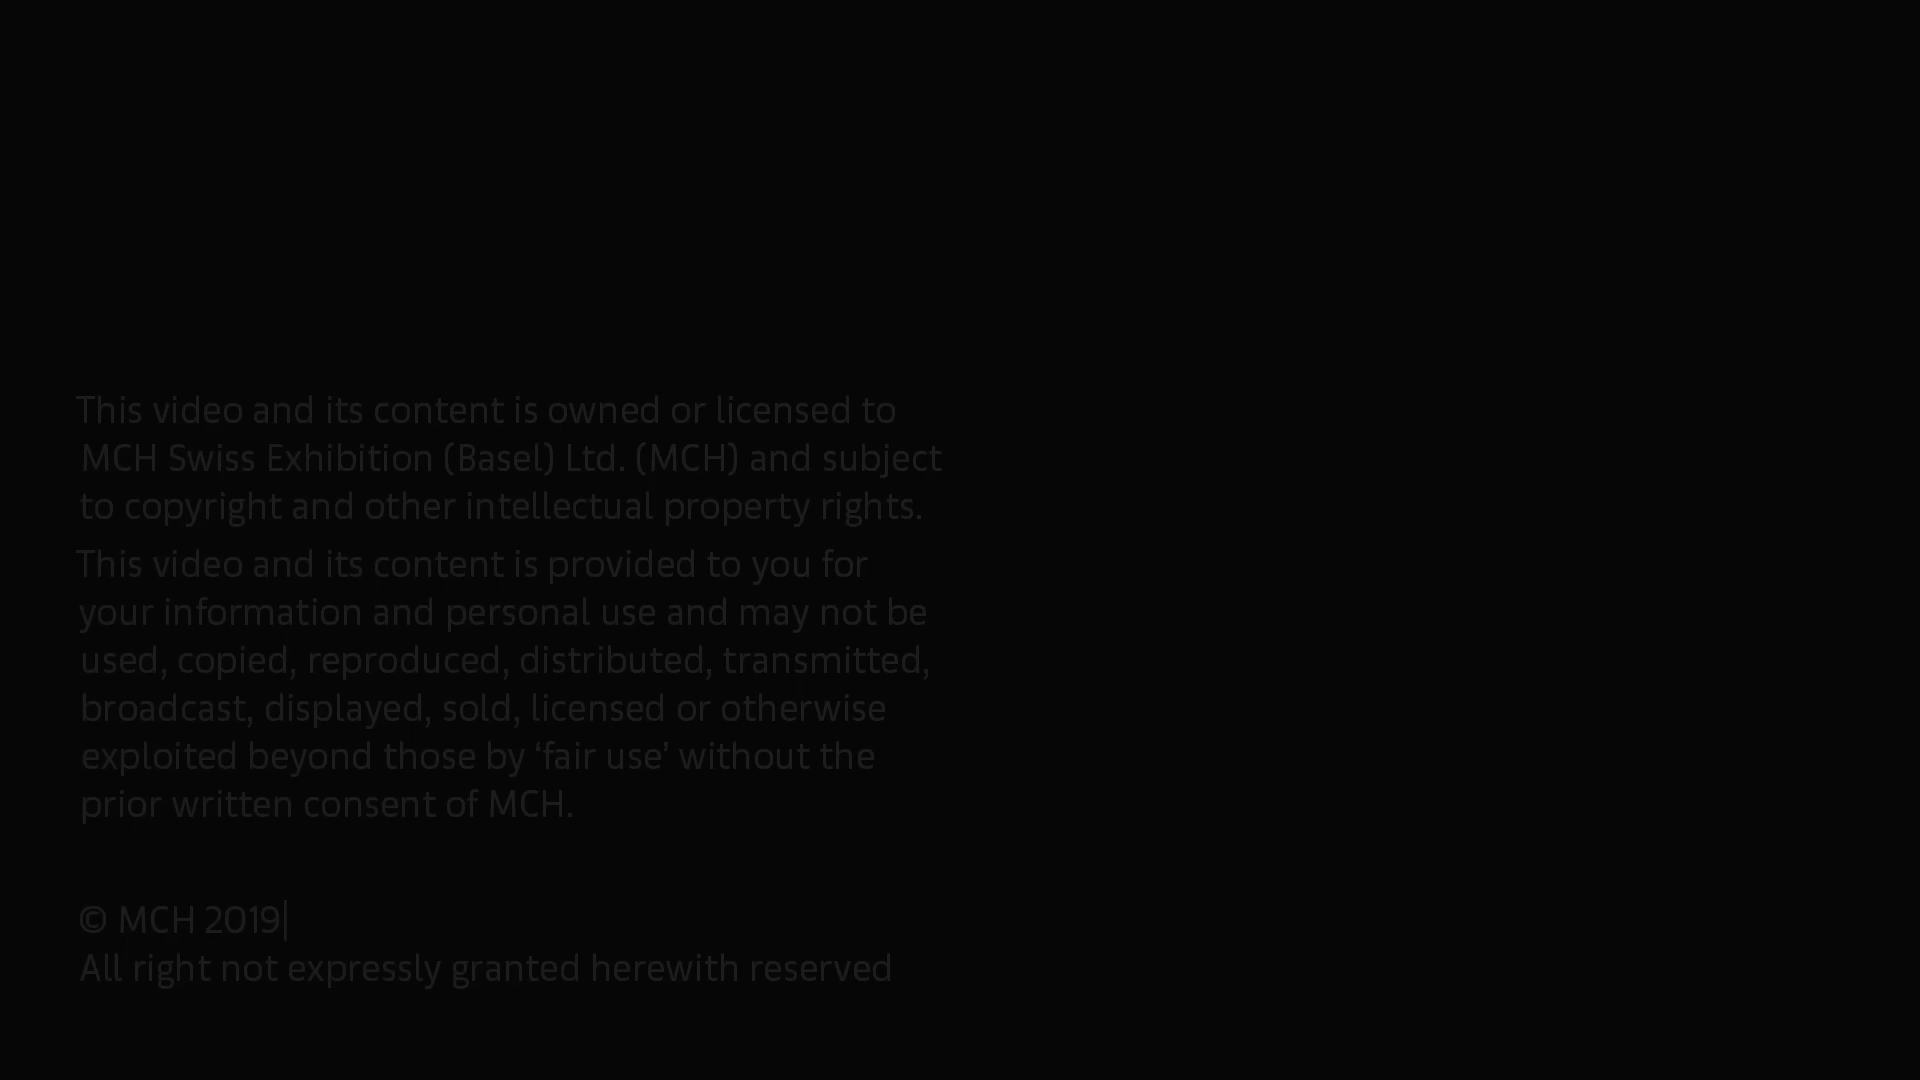 This video and its content is owned or licensed to
MCH Swiss Exhibition (Basel) Ltd. (MCH) and subject
to copyright and other intellectual property rights.
This video and its content is provided to you for
your information and personal use and may not be
used, copied, reproduced, distributed, transmitted,
broadcast, displayed, sold, licensed or otherwise
exploited beyond those by ‘fair use’ without the
prior written consent of MCH.
© MCH 2019|
All right not expressly granted herewith reserved